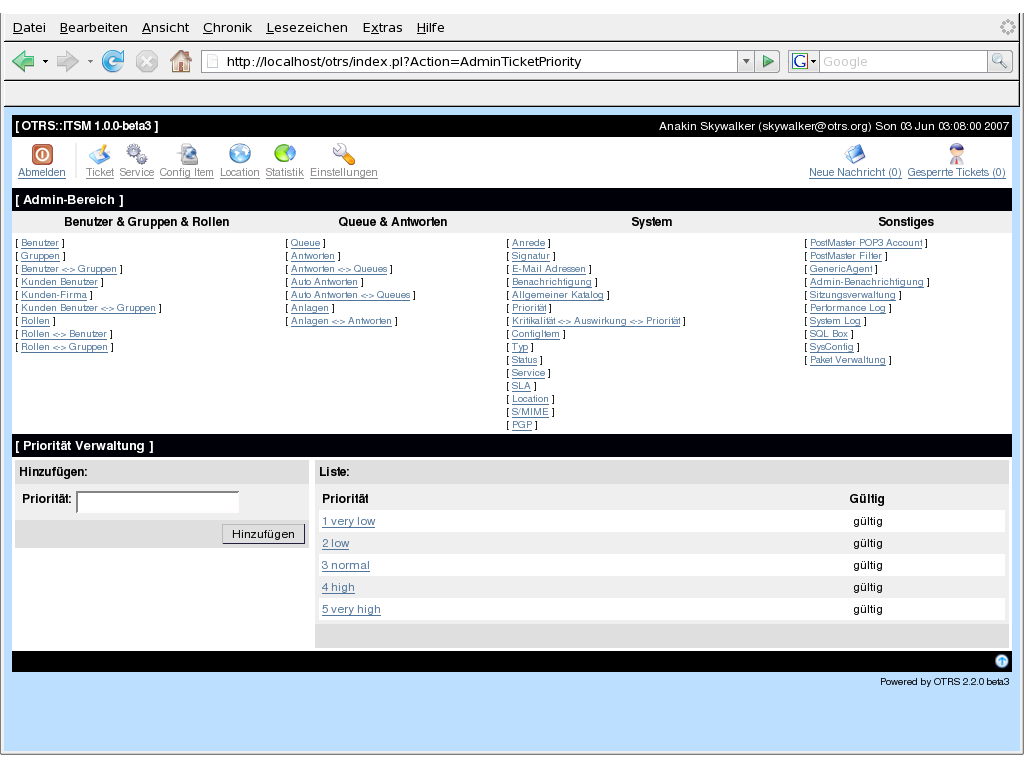 Datei Bearbeiten Ansicht Chronik Lesezeichen Extras Hilfe
http://localhost/otrs/index.pl?Action=AdminTicketPriority
G
Google
[ OTRS::ITSM 1.0.0-beta3 ]
Anakin Skywalker (skywalker@otrs.org) Son 03 Jun 03:08:00 2007
Abmelden Ticket Service Config Item Location Statistik Einstellungen Neue Nachricht (0) Gesperrte Tickets (0)
[ Admin-Bereich ]
Benutzer & Gruppen & Rollen
[ Benutzer ]
[ Gruppen ]
[ Benutzer <-> Gruppen ]
[ Kunden Benutzer ]
[ Kunden-Firma ]
[ Kunden Benutzer <-> Gruppen ]
[ Rollen ]
[ Rollen <-> Benutzer ]
[ Rollen <-> Gruppen ]
Queue & Antworten
[ Queue ]
[ Antworten ]
[ Antworten <-> Queues ]
[ Auto Antworten ]
[ Auto Antworten <-> Queues ]
[ Anlagen ]
[ Anlagen <-> Antworten ]
System
[ Anrede ]
[ Signatur ]
[ E-Mail Adressen ]
[ Benachrichtigung ]
[ Allgemeiner Katalog ]
[ Priorität ]
[ Kritikalität <-> Auswirkung <-> Priorität ]
[ ConfigItem ]
[ Typ ]
[ Status ]
[ Service ]
[ SLA ]
[ Location ]
[ S/MIME ]
[ PGP ]
Sonstiges
[ PostMaster POP3 Account ]
[ PostMaster Filter ]
[ GenericAgent ]
[ Admin-Benachrichtigung ]
[ Sitzungsverwaltung ]
[ Performance Log ]
[ System Log ]
[ SQL Box ]
[ SysConfig ]
[ Paket Verwaltung ]
[ Priorität Verwaltung ]
Hinzufügen:
Priorität:
Hinzufügen
Liste:
Priorität Gültig
1 very low gültig
2 low gültig
3 normal gültig
4 high gültig
5 very high gültig
Powered by OTRS 2.2.0 beta3